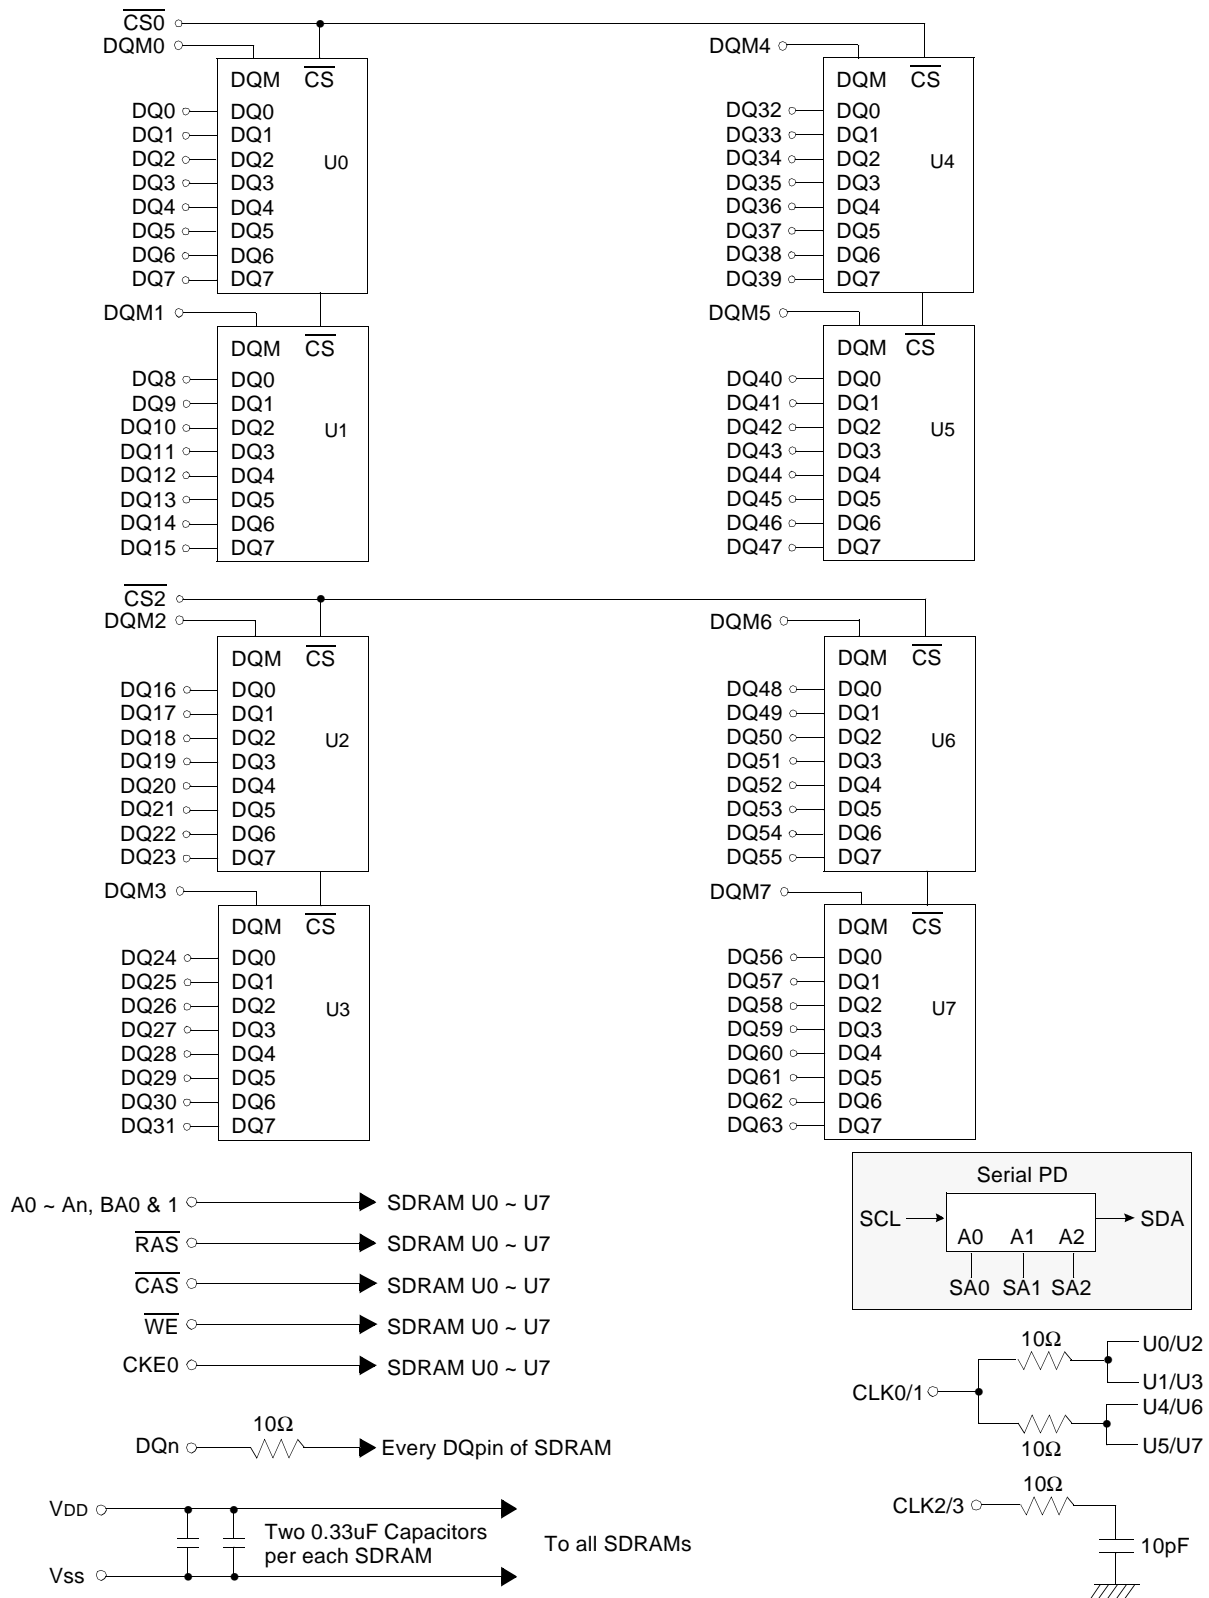 CS0
DQM0
DQM CS
DQ0 DQ0
DQ1 DQ1
DQ2 DQ2
DQ3 DQ3
DQ4 DQ4
DQ5 DQ5
DQ6 DQ6
DQ7 DQ7
U0
DQM1
DQM CS
DQ8 DQ0
DQ9 DQ1
DQ10 DQ2
DQ11 DQ3
DQ12 DQ4
DQ13 DQ5
DQ14 DQ6
DQ15 DQ7
U1
DQM4
DQM CS
DQ32 DQ0
DQ33 DQ1
DQ34 DQ2
DQ35 DQ3
DQ36 DQ4
DQ37 DQ5
DQ38 DQ6
DQ39 DQ7
U4
DQM5
DQM CS
DQ40 DQ0
DQ41 DQ1
DQ42 DQ2
DQ43 DQ3
DQ44 DQ4
DQ45 DQ5
DQ46 DQ6
DQ47 DQ7
U5
CS2
DQM2
DQM CS
DQ16 DQ0
DQ17 DQ1
DQ18 DQ2
DQ19 DQ3
DQ20 DQ4
DQ21 DQ5
DQ22 DQ6
DQ23 DQ7
U2
DQM3
DQM CS
DQ24 DQ0
DQ25 DQ1
DQ26 DQ2
DQ27 DQ3
DQ28 DQ4
DQ29 DQ5
DQ30 DQ6
DQ31 DQ7
U3
DQM6
DQM CS
DQ48 DQ0
DQ49 DQ1
DQ50 DQ2
DQ51 DQ3
DQ52 DQ4
DQ53 DQ5
DQ54 DQ6
DQ55 DQ7
U6
DQM7
DQM CS
DQ56 DQ0
DQ57 DQ1
DQ58 DQ2
DQ59 DQ3
DQ60 DQ4
DQ61 DQ5
DQ62 DQ6
DQ63 DQ7
U7
A0 ~ An, BA0 & 1 SDRAM U0 ~ U7
RAS SDRAM U0 ~ U7
CAS SDRAM U0 ~ U7
WE SDRAM U0 ~ U7
CKE0 SDRAM U0 ~ U7
10Ω
DQn Every DQpin of SDRAM
VDD
Two 0.33uF Capacitors
per each SDRAM
To all SDRAMs
Vss
Serial PD
SCL SDA
A0 A1 A2
SA0 SA1 SA2
10Ω
U0/U2
U1/U3
CLK0/1
U4/U6
U5/U7
10Ω
10Ω
CLK2/3
10pF